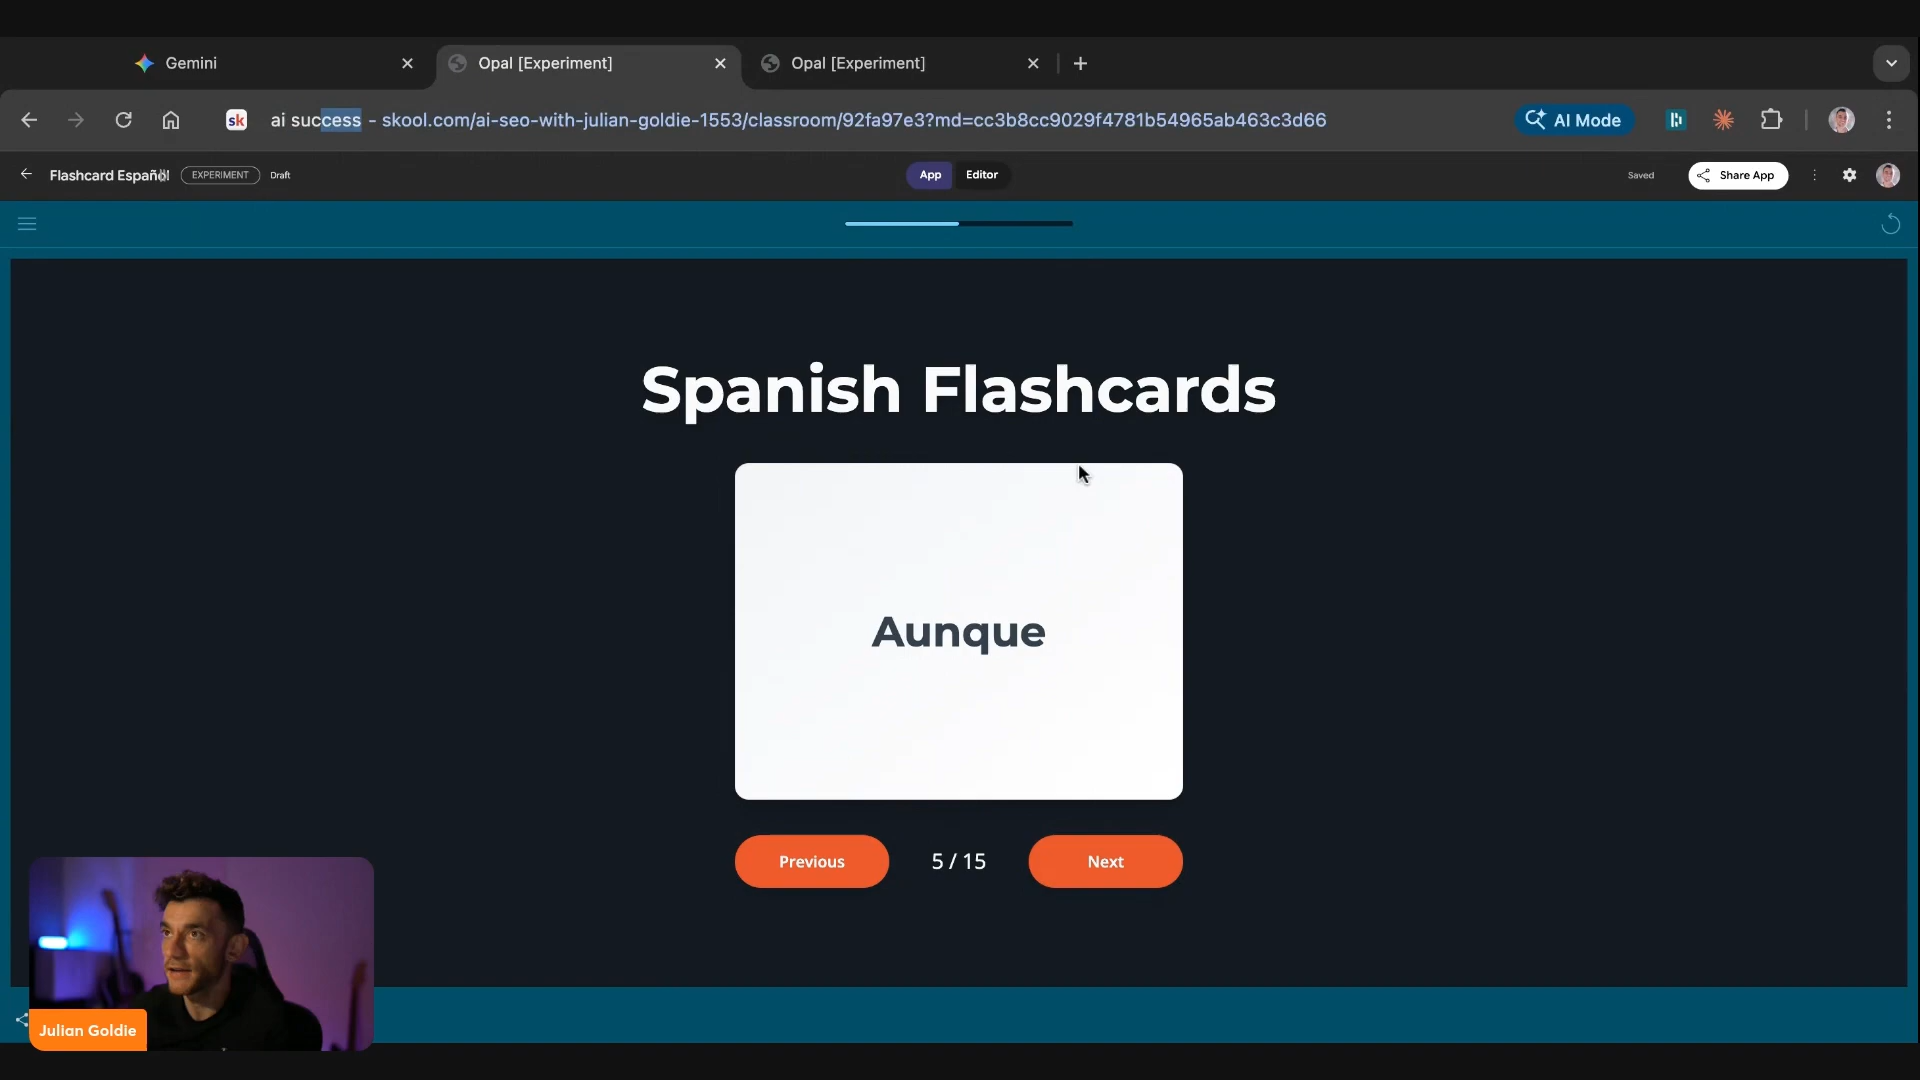 Gemini
Opal [Experiment]
Opal [Experiment]
sk
ai success - skool.com/ai-seo-with-julian-goldie-1553/classroom/92fa97e3?md=cc3b8cc9029f4781b54965ab463c3d66
AI Mode
Flashcard Español
EXPERIMENT
Draft
App
Editor
Saved
Share App
Spanish Flashcards
Aunque
Previous
5 / 15
Next
Julian Goldie